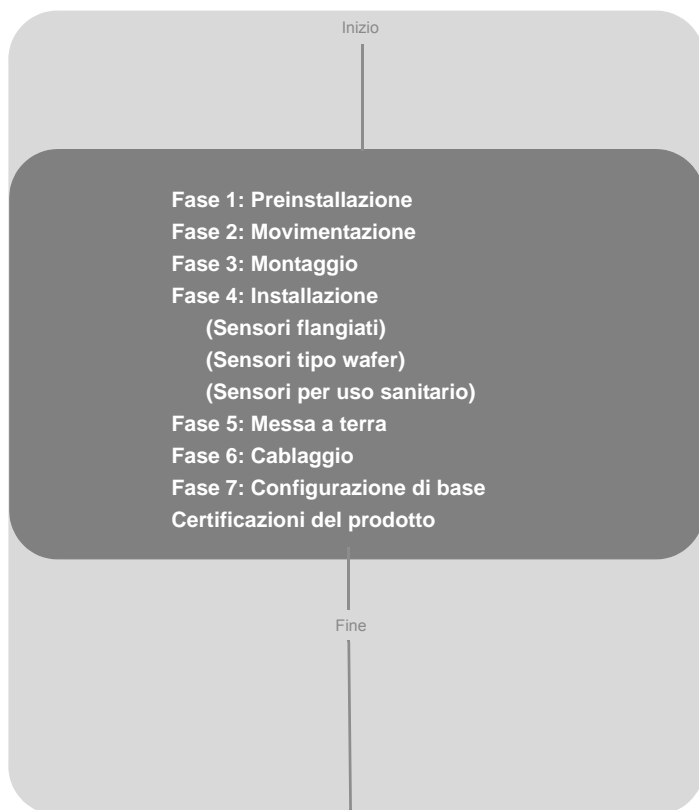 Inizio
Fase 1: Preinstallazione
Fase 2: Movimentazione
Fase 3: Montaggio
Fase 4: Installazione
(Sensori flangiati)
(Sensori tipo wafer)
(Sensori per uso sanitario)
Fase 5: Messa a terra
Fase 6: Cablaggio
Fase 7: Configurazione di base
Certificazioni del prodotto
Fine